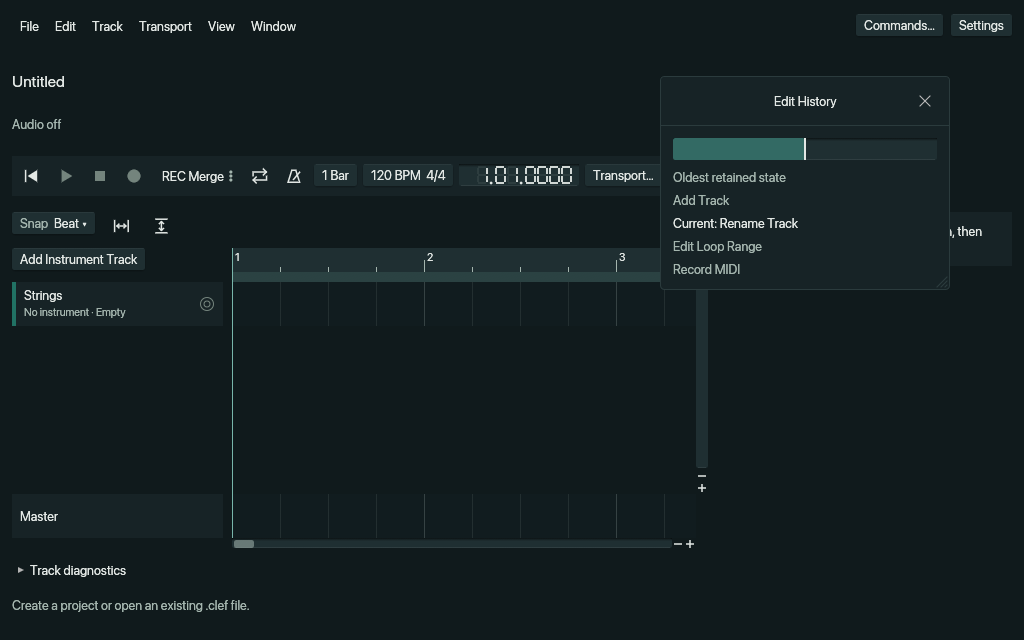 File Edit Track Transport View Window Commands... Settings
Untitled
Edit History
Audio off
REC Merge 1 Bar 120 BPM 4/4 1.01.0000 Transport...
Oldest retained state
Add Track
Current: Rename Track
Edit Loop Range
Record MIDI
Snap Beat
then
Add Instrument Track
1 2 3
Strings
No instrument · Empty
Master
Track diagnostics
Create a project or open an existing .clef file.